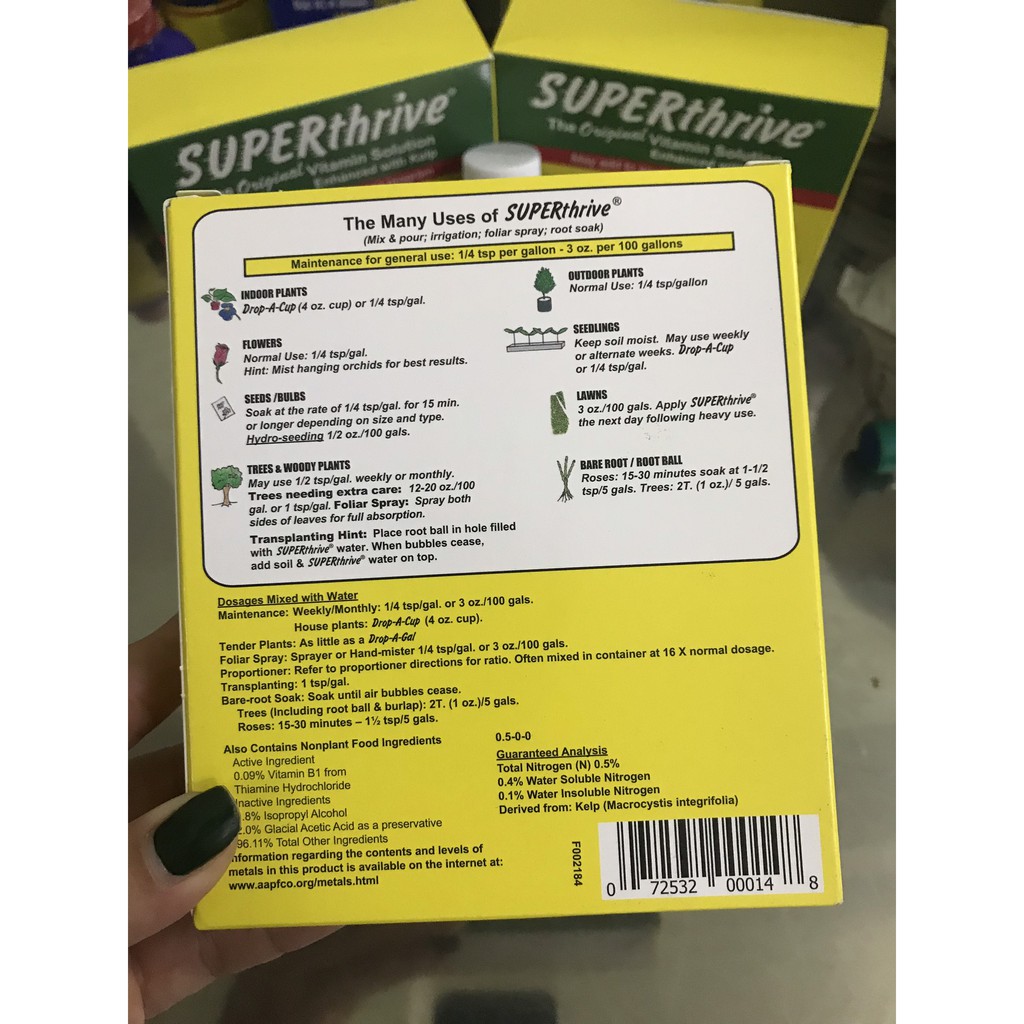 SUPERthrive
The Original Vitamin Solution
Enhanced with Kelp
SUPERthrive®
The Original Vitamin Solution
The Many Uses of SUPERthrive®
(Mix & pour; irrigation; foliar spray; root soak)
Maintenance for general use: 1/4 tsp per gallon - 3 oz. per 100 gallons
INDOOR PLANTS
Drop-A-Cup (4 oz. cup) or 1/4 tsp/gal.
FLOWERS
Normal Use: 1/4 tsp/gal.
Hint: Mist hanging orchids for best results.
SEEDS /BULBS
Soak at the rate of 1/4 tsp/gal. for 15 min.
or longer depending on size and type.
Hydro-seeding 1/2 oz./100 gals.
TREES & WOODY PLANTS
May use 1/2 tsp/gal. weekly or monthly.
Trees needing extra care: 12-20 oz./100
gal. or 1 tsp/gal. Foliar Spray: Spray both
sides of leaves for full absorption.
Transplanting Hint: Place root ball in hole filled
with SUPERthrive® water. When bubbles cease,
add soil & SUPERthrive® water on top.
OUTDOOR PLANTS
Normal Use: 1/4 tsp/gallon
SEEDLINGS
Keep soil moist. May use weekly
or alternate weeks. Drop-A-Cup
or 1/4 tsp/gal.
LAWNS
3 oz./100 gals. Apply SUPERthrive®
the next day following heavy use.
BARE ROOT / ROOT BALL
Roses: 15-30 minutes soak at 1-1/2
tsp/5 gals. Trees: 2T. (1 oz.)/ 5 gals.
Dosages Mixed with Water
Maintenance: Weekly/Monthly: 1/4 tsp/gal. or 3 oz./100 gals.
House plants: Drop-A-Cup (4 oz. cup).
Tender Plants: As little as a Drop-A-Gal
Foliar Spray: Sprayer or Hand-mister 1/4 tsp/gal. or 3 oz./100 gals.
Proportioner: Refer to proportioner directions for ratio. Often mixed in container at 16 X normal dosage.
Transplanting: 1 tsp/gal.
Bare-root Soak: Soak until air bubbles cease.
Trees (Including root ball & burlap): 2T. (1 oz.)/5 gals.
Roses: 15-30 minutes – 1½ tsp/5 gals.
Also Contains Nonplant Food Ingredients
Active Ingredient
0.09% Vitamin B1 from
Thiamine Hydrochloride
Inactive Ingredients
.8% Isopropyl Alcohol
2.0% Glacial Acetic Acid as a preservative
96.11% Total Other Ingredients
Information regarding the contents and levels of
metals in this product is available on the internet at:
www.aapfco.org/metals.html
0.5-0-0
Guaranteed Analysis
Total Nitrogen (N) 0.5%
0.4% Water Soluble Nitrogen
0.1% Water Insoluble Nitrogen
Derived from: Kelp (Macrocystis integrifolia)
F002184
0 72532 00014 8